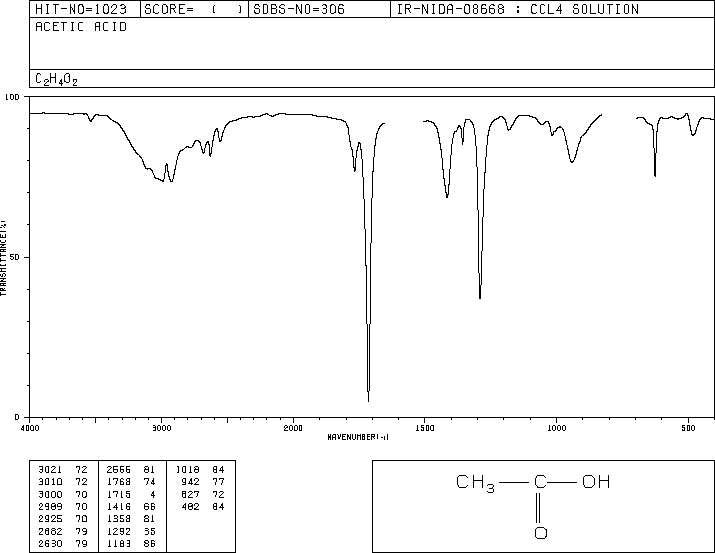 HIT-NO=1023 SCORE= ( ) SDBS-NO=306 IR-NIDA-08668 : CCL4 SOLUTION
ACETIC ACID
C2H4O2
100
50
0
TRANSMITTANCE(%)
4000 3000 2000 1500 1000 500
WAVENUMBER(-1)
3021 72 2566 81 1018 84
3010 72 1768 74 942 77
3000 70 1715 4 627 72
2989 70 1416 66 482 84
2925 70 1358 81
2682 79 1292 35
2630 79 1183 86
CH3 C OH
O